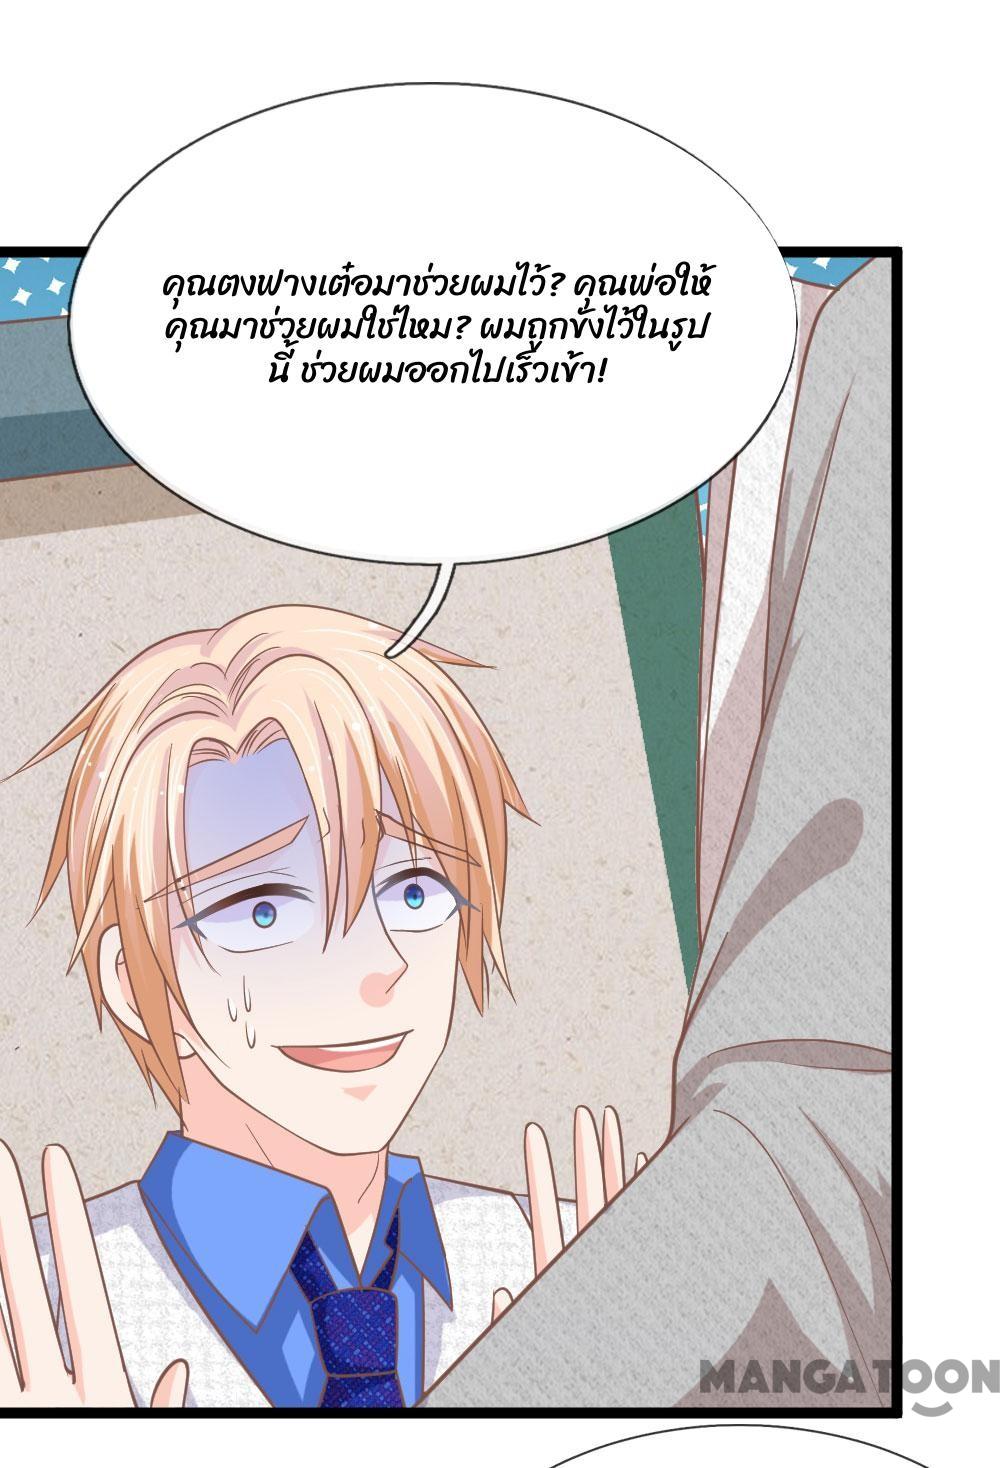 คุณตงฟางเต๋อมาช่วยผมไว้? คุณพ่อให้
คุณมาช่วยผมใช่ไหม? ผมถูกขังไว้ในรูป
นี้ ช่วยผมออกไปเร็วเข้า!
MANGATOON